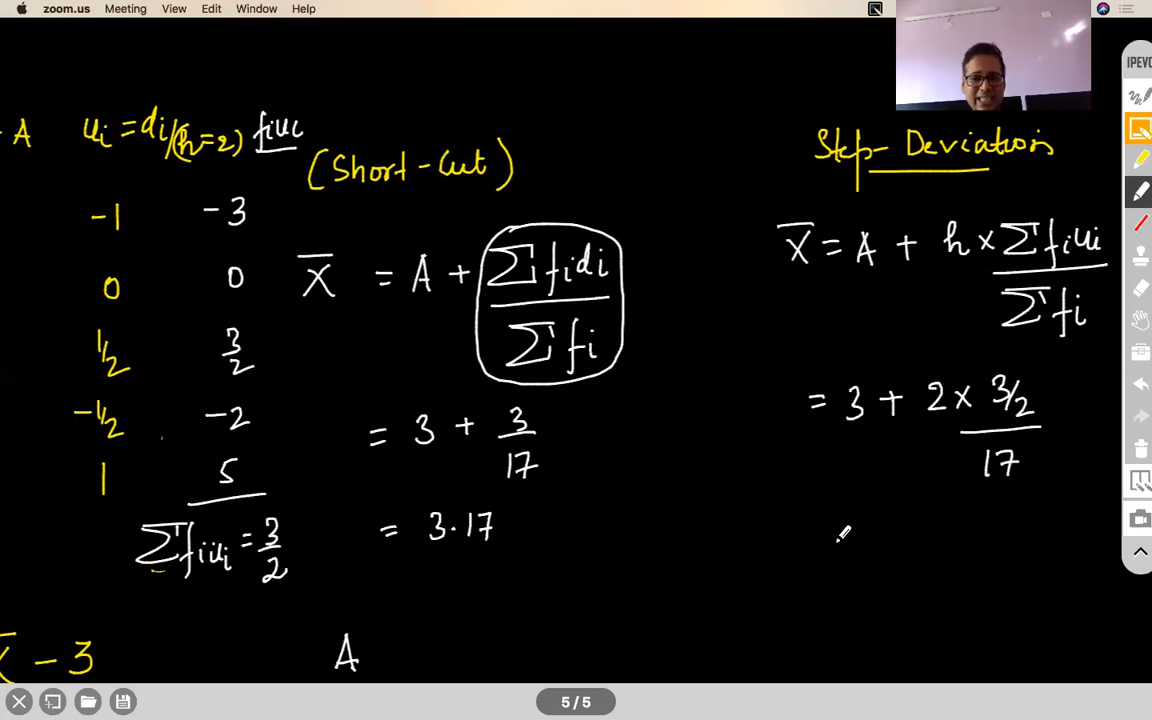 zoom.us Meeting View Edit Window Help
IPEVO
- A uᵢ = dᵢ/(h=2) fᵢuᵢ
(Short-Cut)
Step-Deviation
-1 -3
0 0
1/2 3/2
-1/2 -2
1 5
Σfᵢuᵢ = 3/2
X̄ = A + Σfᵢdᵢ / Σfᵢ
= 3 + 3/17
= 3.17
X̄ = A + h × Σfᵢuᵢ / Σfᵢ
= 3 + 2 × 3/2 / 17
- 3
A
5/5